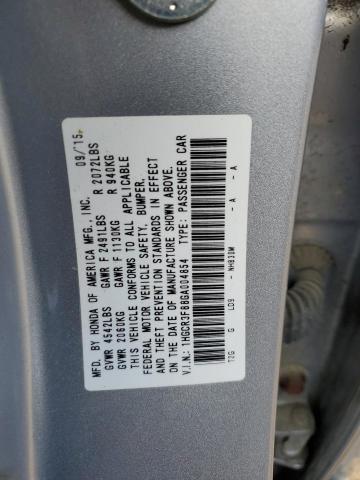 MFD. BY HONDA OF AMERICA MFG., INC. 09/15
GVWR 4542LBS GAWR F 2491LBS R 2072LBS
GVWR 2060KG GAWR F 1130KG R 940KG
THIS VEHICLE CONFORMS TO ALL APPLICABLE
FEDERAL MOTOR VEHICLE SAFETY, BUMPER,
AND THEFT PREVENTION STANDARDS IN EFFECT
ON THE DATE OF MANUFACTURE SHOWN ABOVE.
V.I.N.: 1HGCR3F88GA004854 TYPE: PASSENGER CAR
T2G G LD9 NH830M - A - A